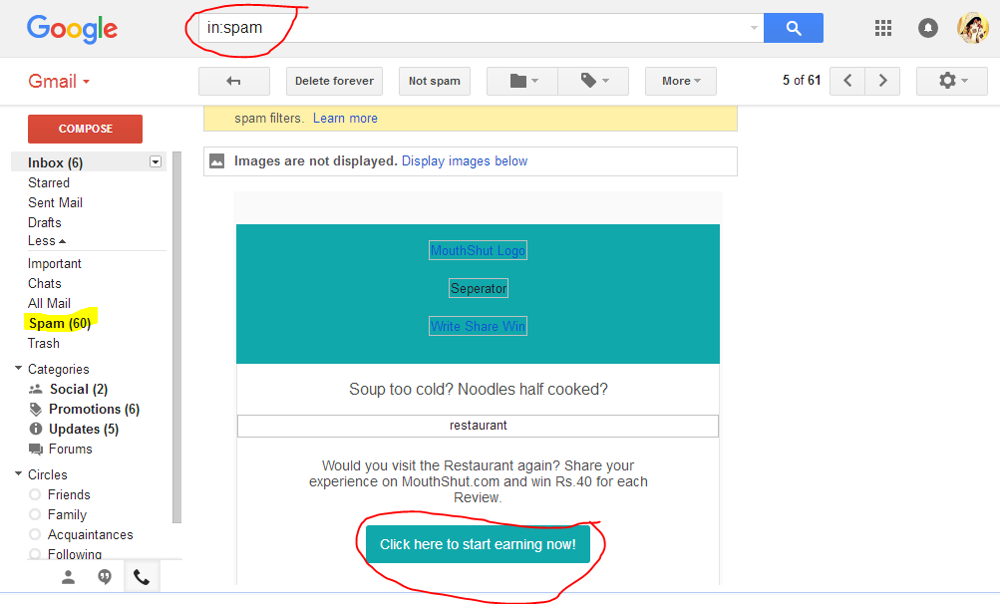 Google
in:spam
Gmail
Delete forever
Not spam
More
5 of 61
COMPOSE
Inbox (6)
Starred
Sent Mail
Drafts
Less
Important
Chats
All Mail
Spam (60)
Trash
Categories
Social (2)
Promotions (6)
Updates (5)
Forums
Circles
Friends
Family
Acquaintances
Following
spam filters. Learn more
Images are not displayed. Display images below
MouthShut Logo
Seperator
Write Share Win
Soup too cold? Noodles half cooked?
restaurant
Would you visit the Restaurant again? Share your
experience on MouthShut.com and win Rs.40 for each
Review.
Click here to start earning now!